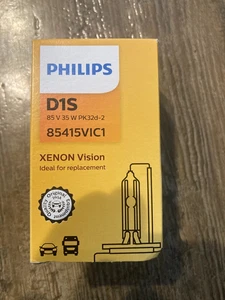 PHILIPS
D1S
85 V 35 W PK32d-2
85415VIC1
XENON Vision
Ideal for replacement